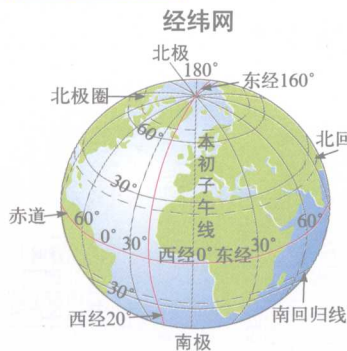 经纬网
北极
180°
东经160°
北极圈
60°
本初子午线
北回
30°
赤道
60°
0°
30°
西经0°东经
30°
60°
30°
西经20°
南回归线
南极